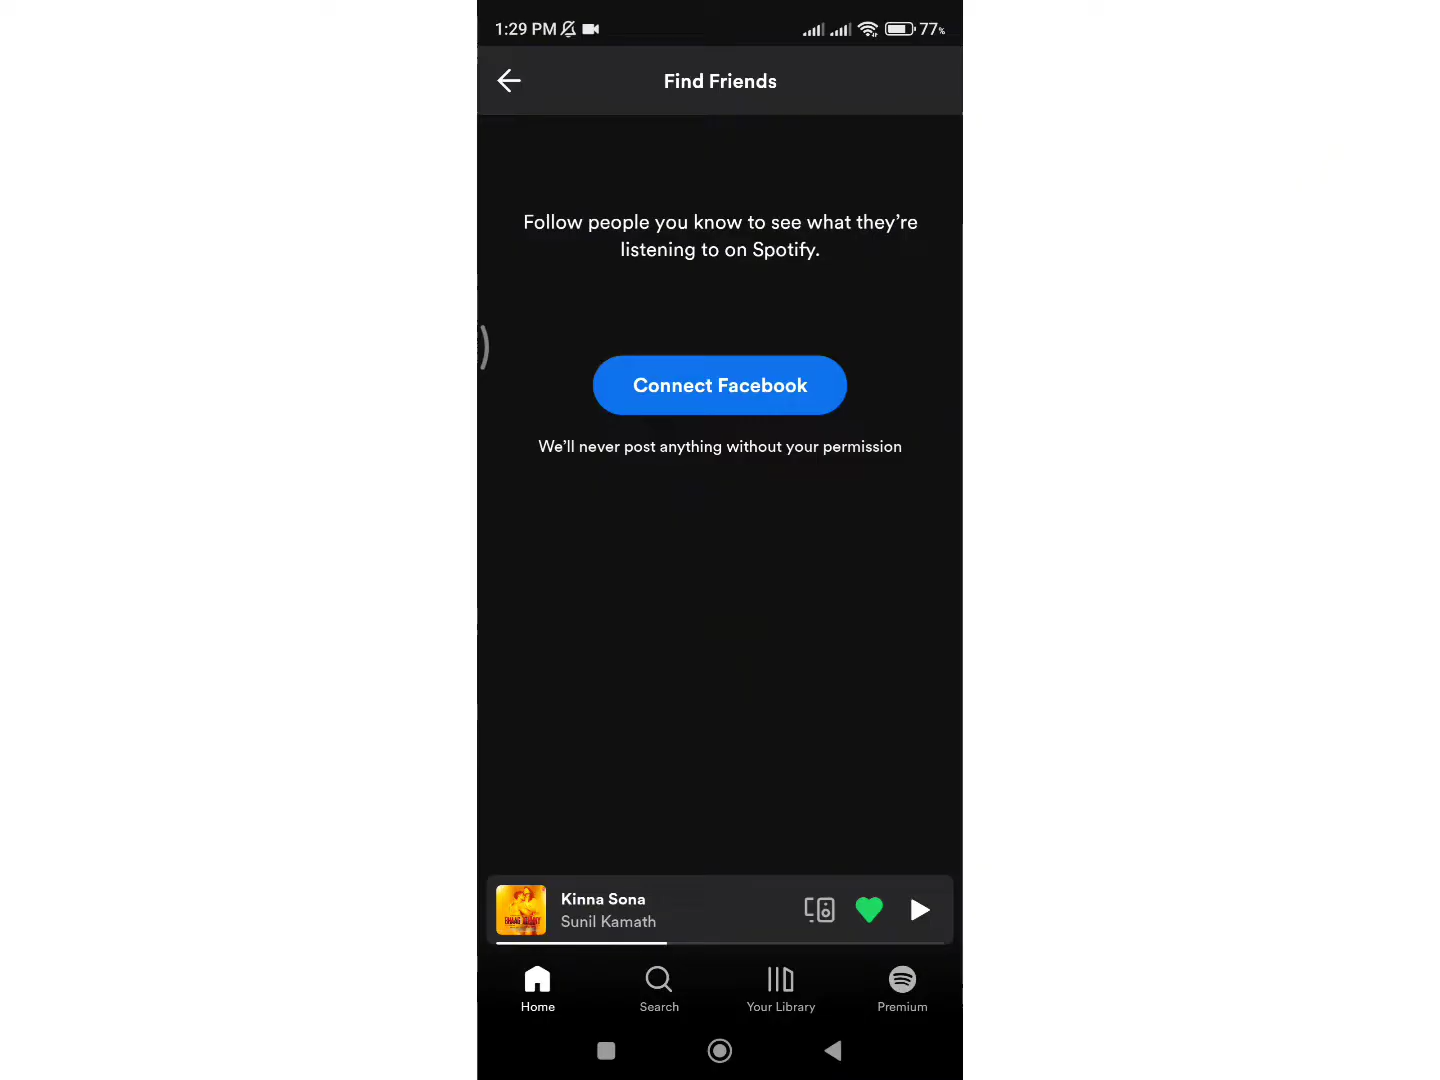 1:29 PM
77%
Find Friends
Follow people you know to see what they’re
listening to on Spotify.
Connect Facebook
We’ll never post anything without your permission
Kinna Sona
Sunil Kamath
Home
Search
Your Library
Premium